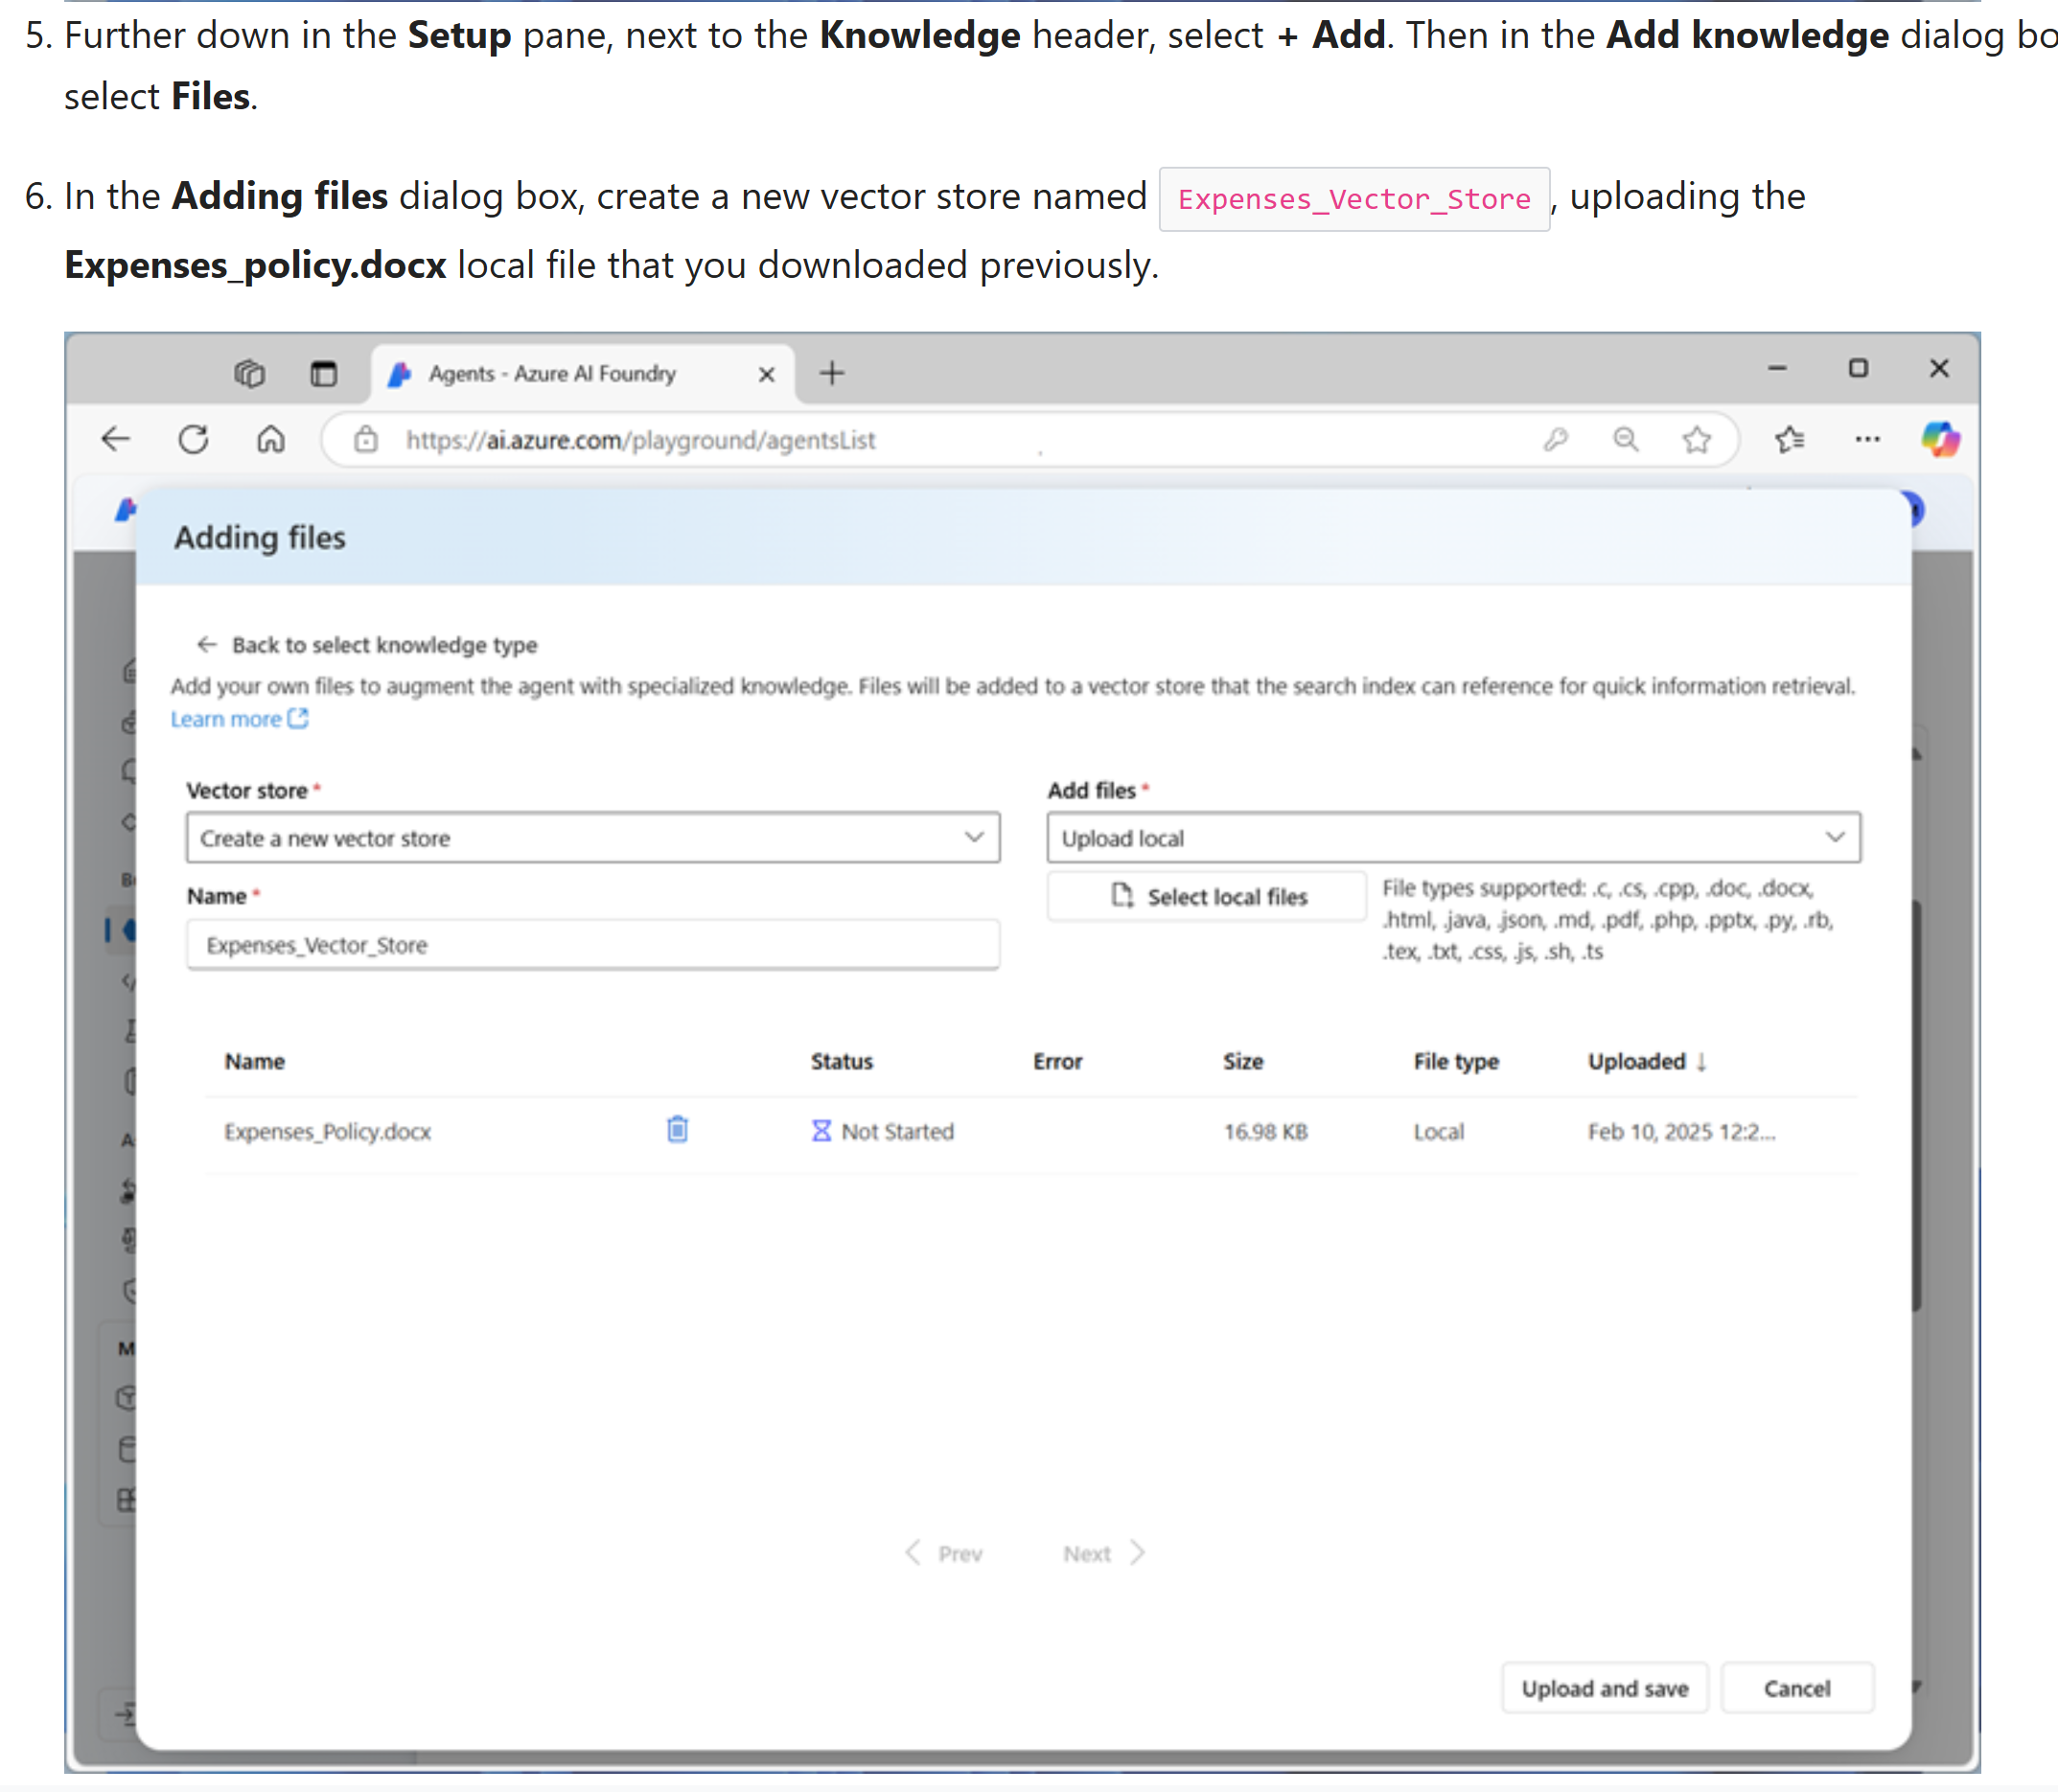 5. Further down in the Setup pane, next to the Knowledge header, select + Add. Then in the Add knowledge dialog bo
select Files.
6. In the Adding files dialog box, create a new vector store named Expenses_Vector_Store, uploading the
Expenses_policy.docx local file that you downloaded previously.
Agents - Azure AI Foundry
https://ai.azure.com/playground/agentsList
Adding files
Back to select knowledge type
Add your own files to augment the agent with specialized knowledge. Files will be added to a vector store that the search index can reference for quick information retrieval.
Learn more
Vector store *
Add files *
Create a new vector store
Upload local
Name *
Select local files
File types supported: .c, .cs, .cpp, .doc, .docx,
.html, .java, .json, .md, .pdf, .php, .pptx, .py, .rb,
.tex, .txt, .css, .js, .sh, .ts
Expenses_Vector_Store
Name Status Error Size File type Uploaded ↓
Expenses_Policy.docx Not Started 16.98 KB Local Feb 10, 2025 12:2...
Prev Next
Upload and save Cancel